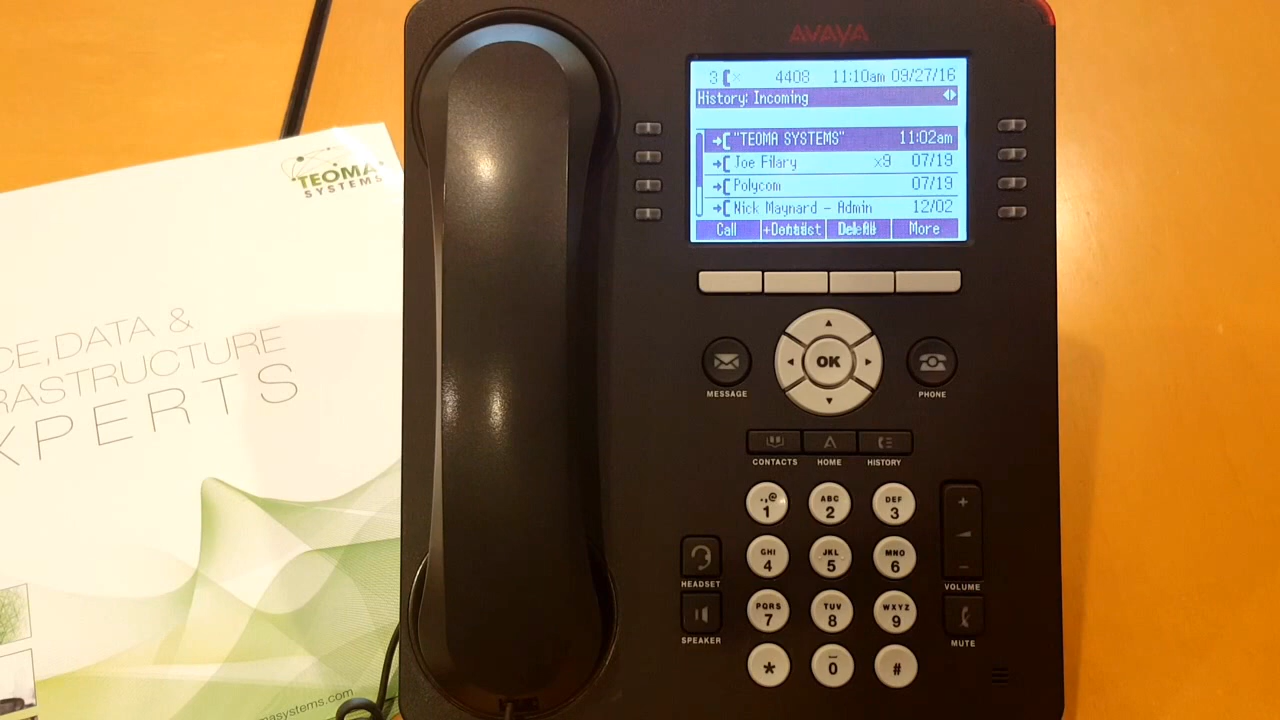 TEOMA
SYSTEMS
CE, DATA &
RASTRUCTURE
XPERTS
masystems.com
AVAYA
3 4408 11:10am 09/27/16
History: Incoming
"TEOMA SYSTEMS" 11:02am
Joe Filary x9 07/19
Polycom 07/19
Nick Maynard - Admin 12/02
Call More
OK
MESSAGE PHONE
CONTACTS HOME HISTORY
.,@ ABC DEF
1 2 3
GHI JKL MNO
4 5 6
PQRS TUV WXYZ
7 8 9
* 0 #
HEADSET
SPEAKER
+
-
VOLUME
MUTE